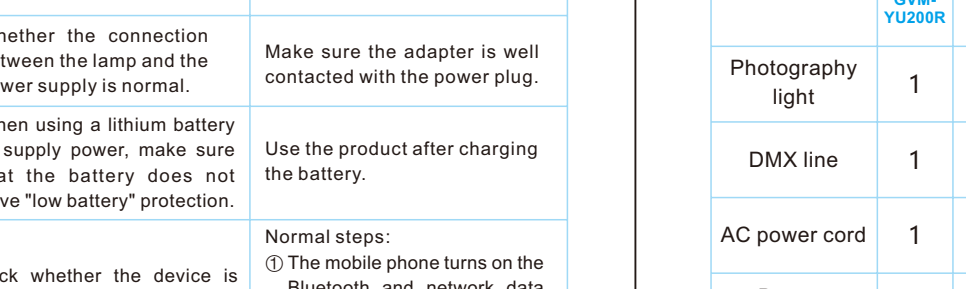 hether the connection
tween the lamp and the
wer supply is normal.
Make sure the adapter is well
contacted with the power plug.
hen using a lithium battery
supply power, make sure
at the battery does not
ve "low battery" protection.
Use the product after charging
the battery.
ck whether the device is
Normal steps:
① The mobile phone turns on the
Bluetooth and network data
GVM-
YU200R
Photography
light
1
DMX line
1
AC power cord
1